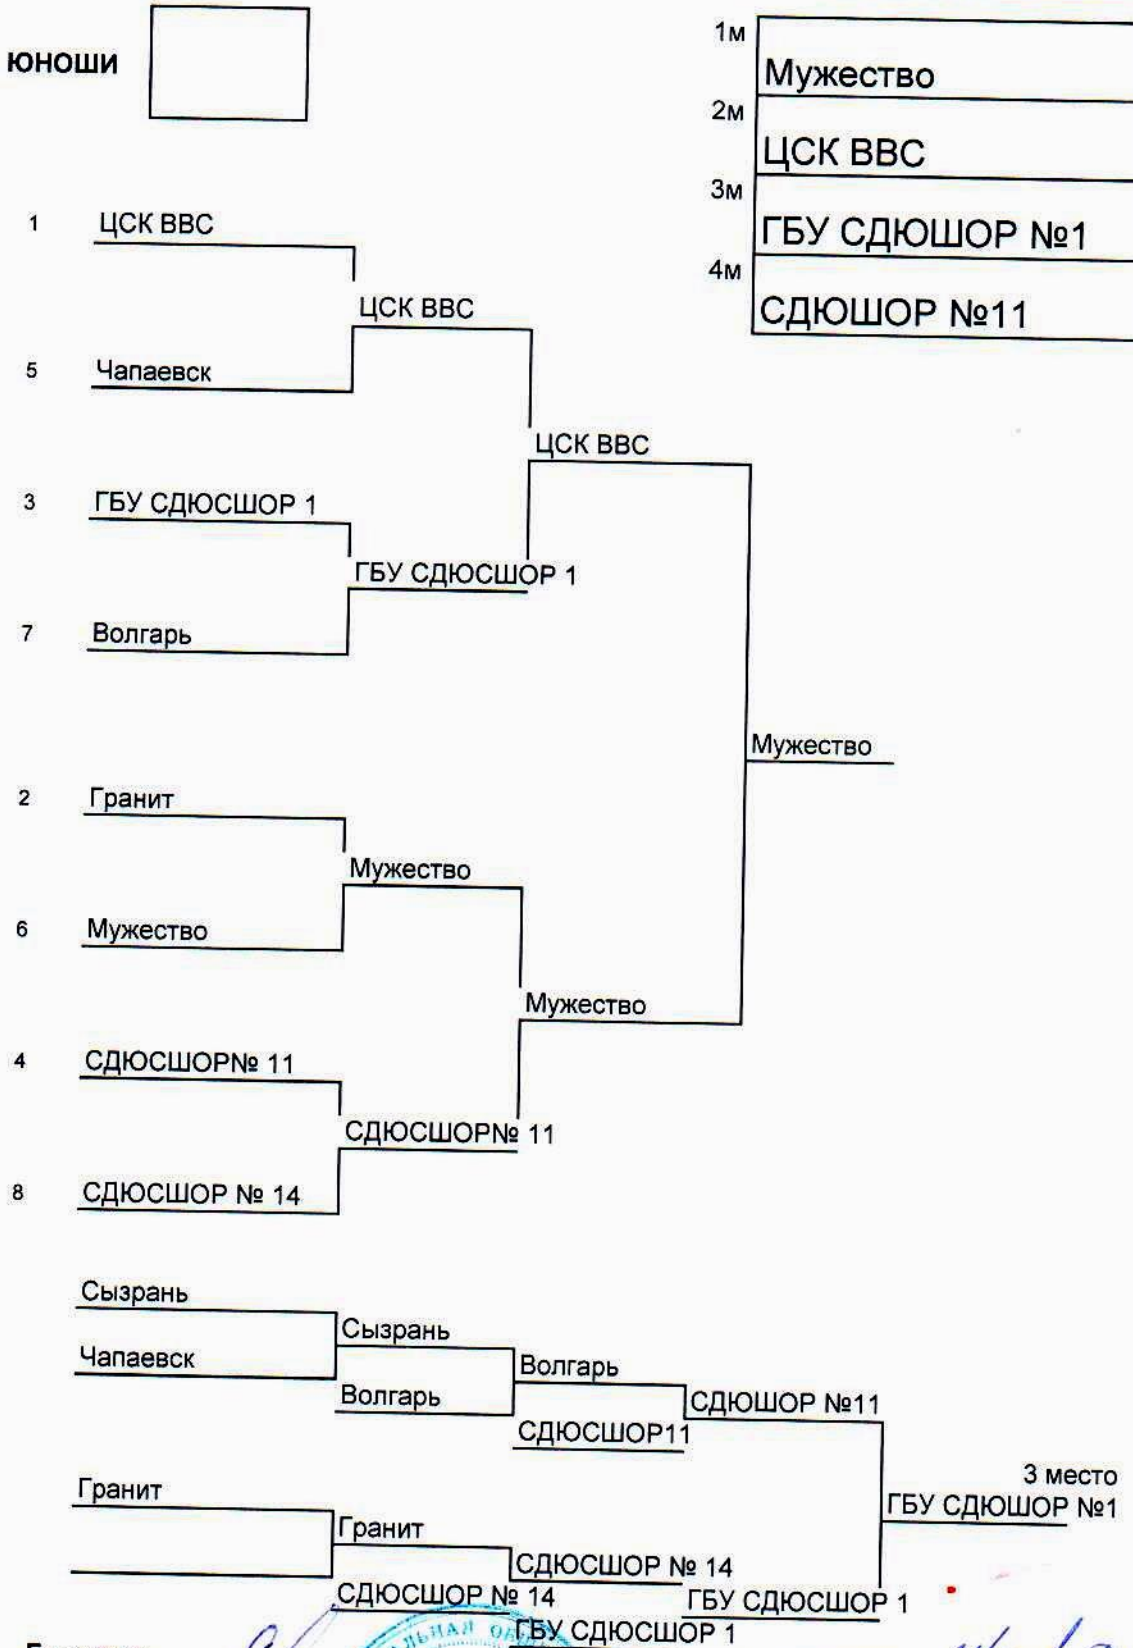 ЮНОШИ
1м
Мужество
2м
ЦСК ВВС
3м
ГБУ СДЮШОР №1
4м
СДЮШОР №11
1 ЦСК ВВС
ЦСК ВВС
5 Чапаевск
ЦСК ВВС
3 ГБУ СДЮСШОР 1
ГБУ СДЮСШОР 1
7 Волгарь
Мужество
2 Гранит
Мужество
6 Мужество
Мужество
4 СДЮСШОР№ 11
СДЮСШОР№ 11
8 СДЮСШОР № 14
Сызрань
Сызрань
Чапаевск
Волгарь
Волгарь
СДЮШОР №11
СДЮСШОР11
3 место
Гранит
ГБУ СДЮШОР №1
Гранит
СДЮСШОР № 14
СДЮСШОР № 14
ГБУ СДЮСШОР 1
ГБУ СДЮСШОР 1